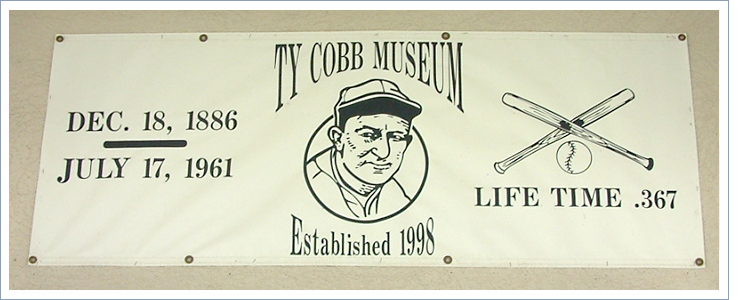 TY COBB MUSEUM
DEC. 18, 1886
JULY 17, 1961
LIFE TIME .367
Established 1998